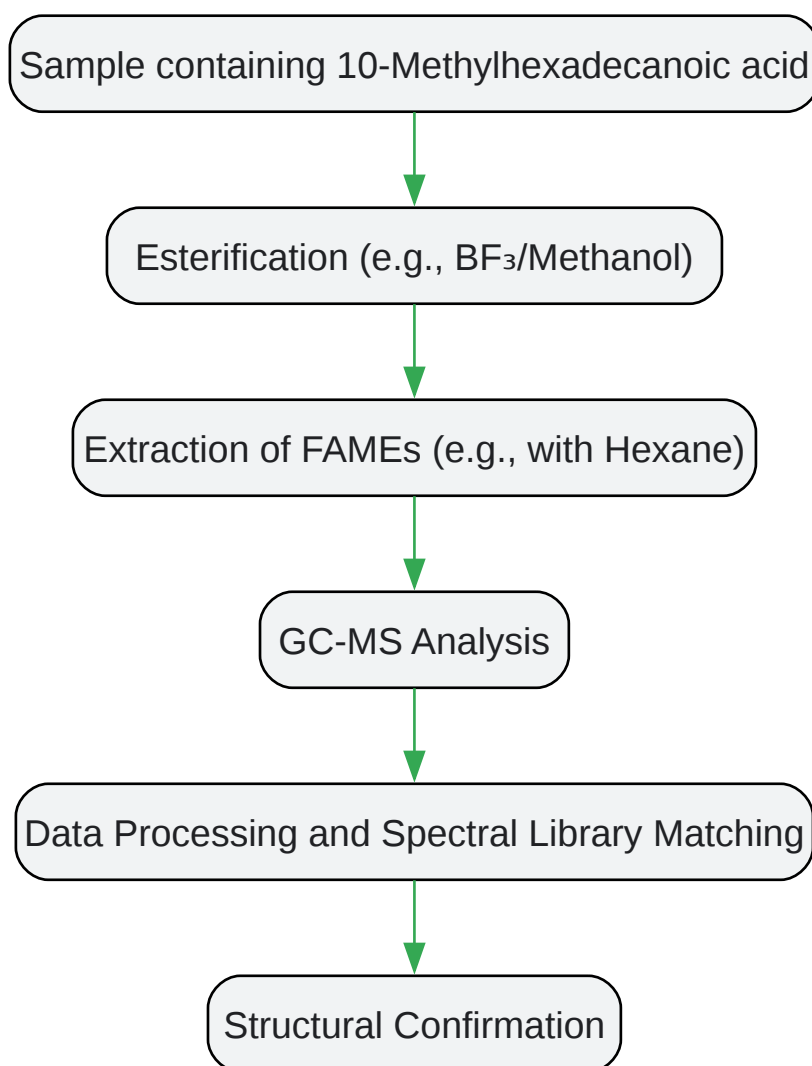 Sample containing 10-Methylhexadecanoic acid
Esterification (e.g., BF₃/Methanol)
Extraction of FAMEs (e.g., with Hexane)
GC-MS Analysis
Data Processing and Spectral Library Matching
Structural Confirmation